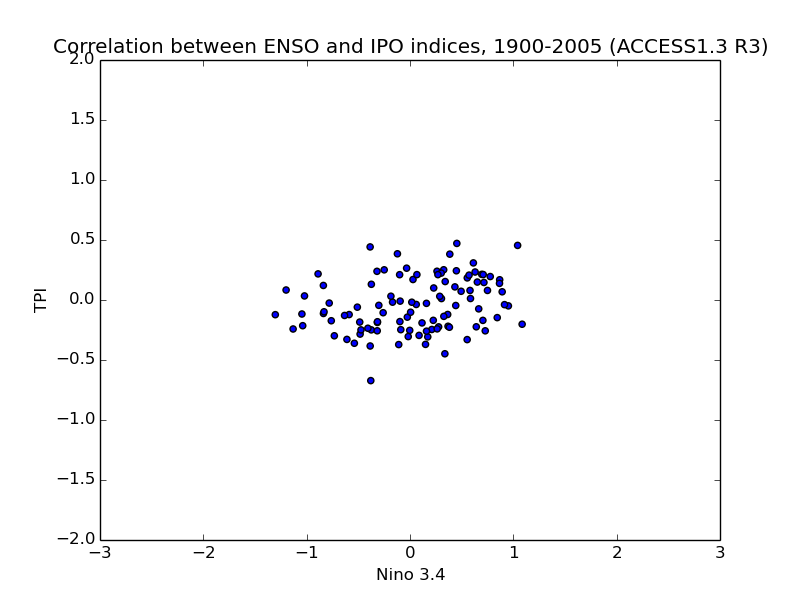 Correlation between ENSO and IPO indices, 1900-2005 (ACCESS1.3 R3)
2.0
1.5
1.0
0.5
0.0
−0.5
−1.0
−1.5
−2.0
TPI
−3 −2 −1 0 1 2 3
Nino 3.4